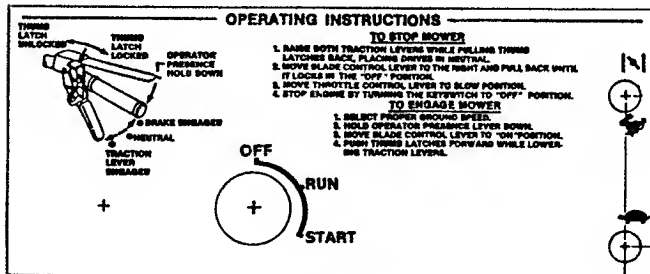 OPERATING INSTRUCTIONS
THUMB
LATCH
UNLOCKED
THUMB
LATCH
LOCKED
OPERATOR
PRESENCE
HOLD DOWN
BRAKE ENGAGED
NEUTRAL
TRACTION
LEVER
ENGAGED
TO STOP MOWER
1. RAISE BOTH TRACTION LEVERS WHILE PULLING THUMB
LATCHES BACK, PLACING DRIVES IN NEUTRAL.
2. MOVE BLADE CONTROL LEVER TO THE RIGHT AND PULL BACK UNTIL
IT LOCKS IN THE "OFF" POSITION.
3. MOVE THROTTLE CONTROL LEVER TO SLOW POSITION.
4. STOP ENGINE BY TURNING THE KEYSWITCH TO "OFF" POSITION.
TO ENGAGE MOWER
1. SELECT PROPER GROUND SPEED.
2. HOLD OPERATOR PRESENCE LEVER DOWN.
3. MOVE BLADE CONTROL LEVER TO "ON" POSITION.
4. PUSH THUMB LATCHES FORWARD WHILE LOWER-
ING TRACTION LEVERS.
OFF
RUN
START